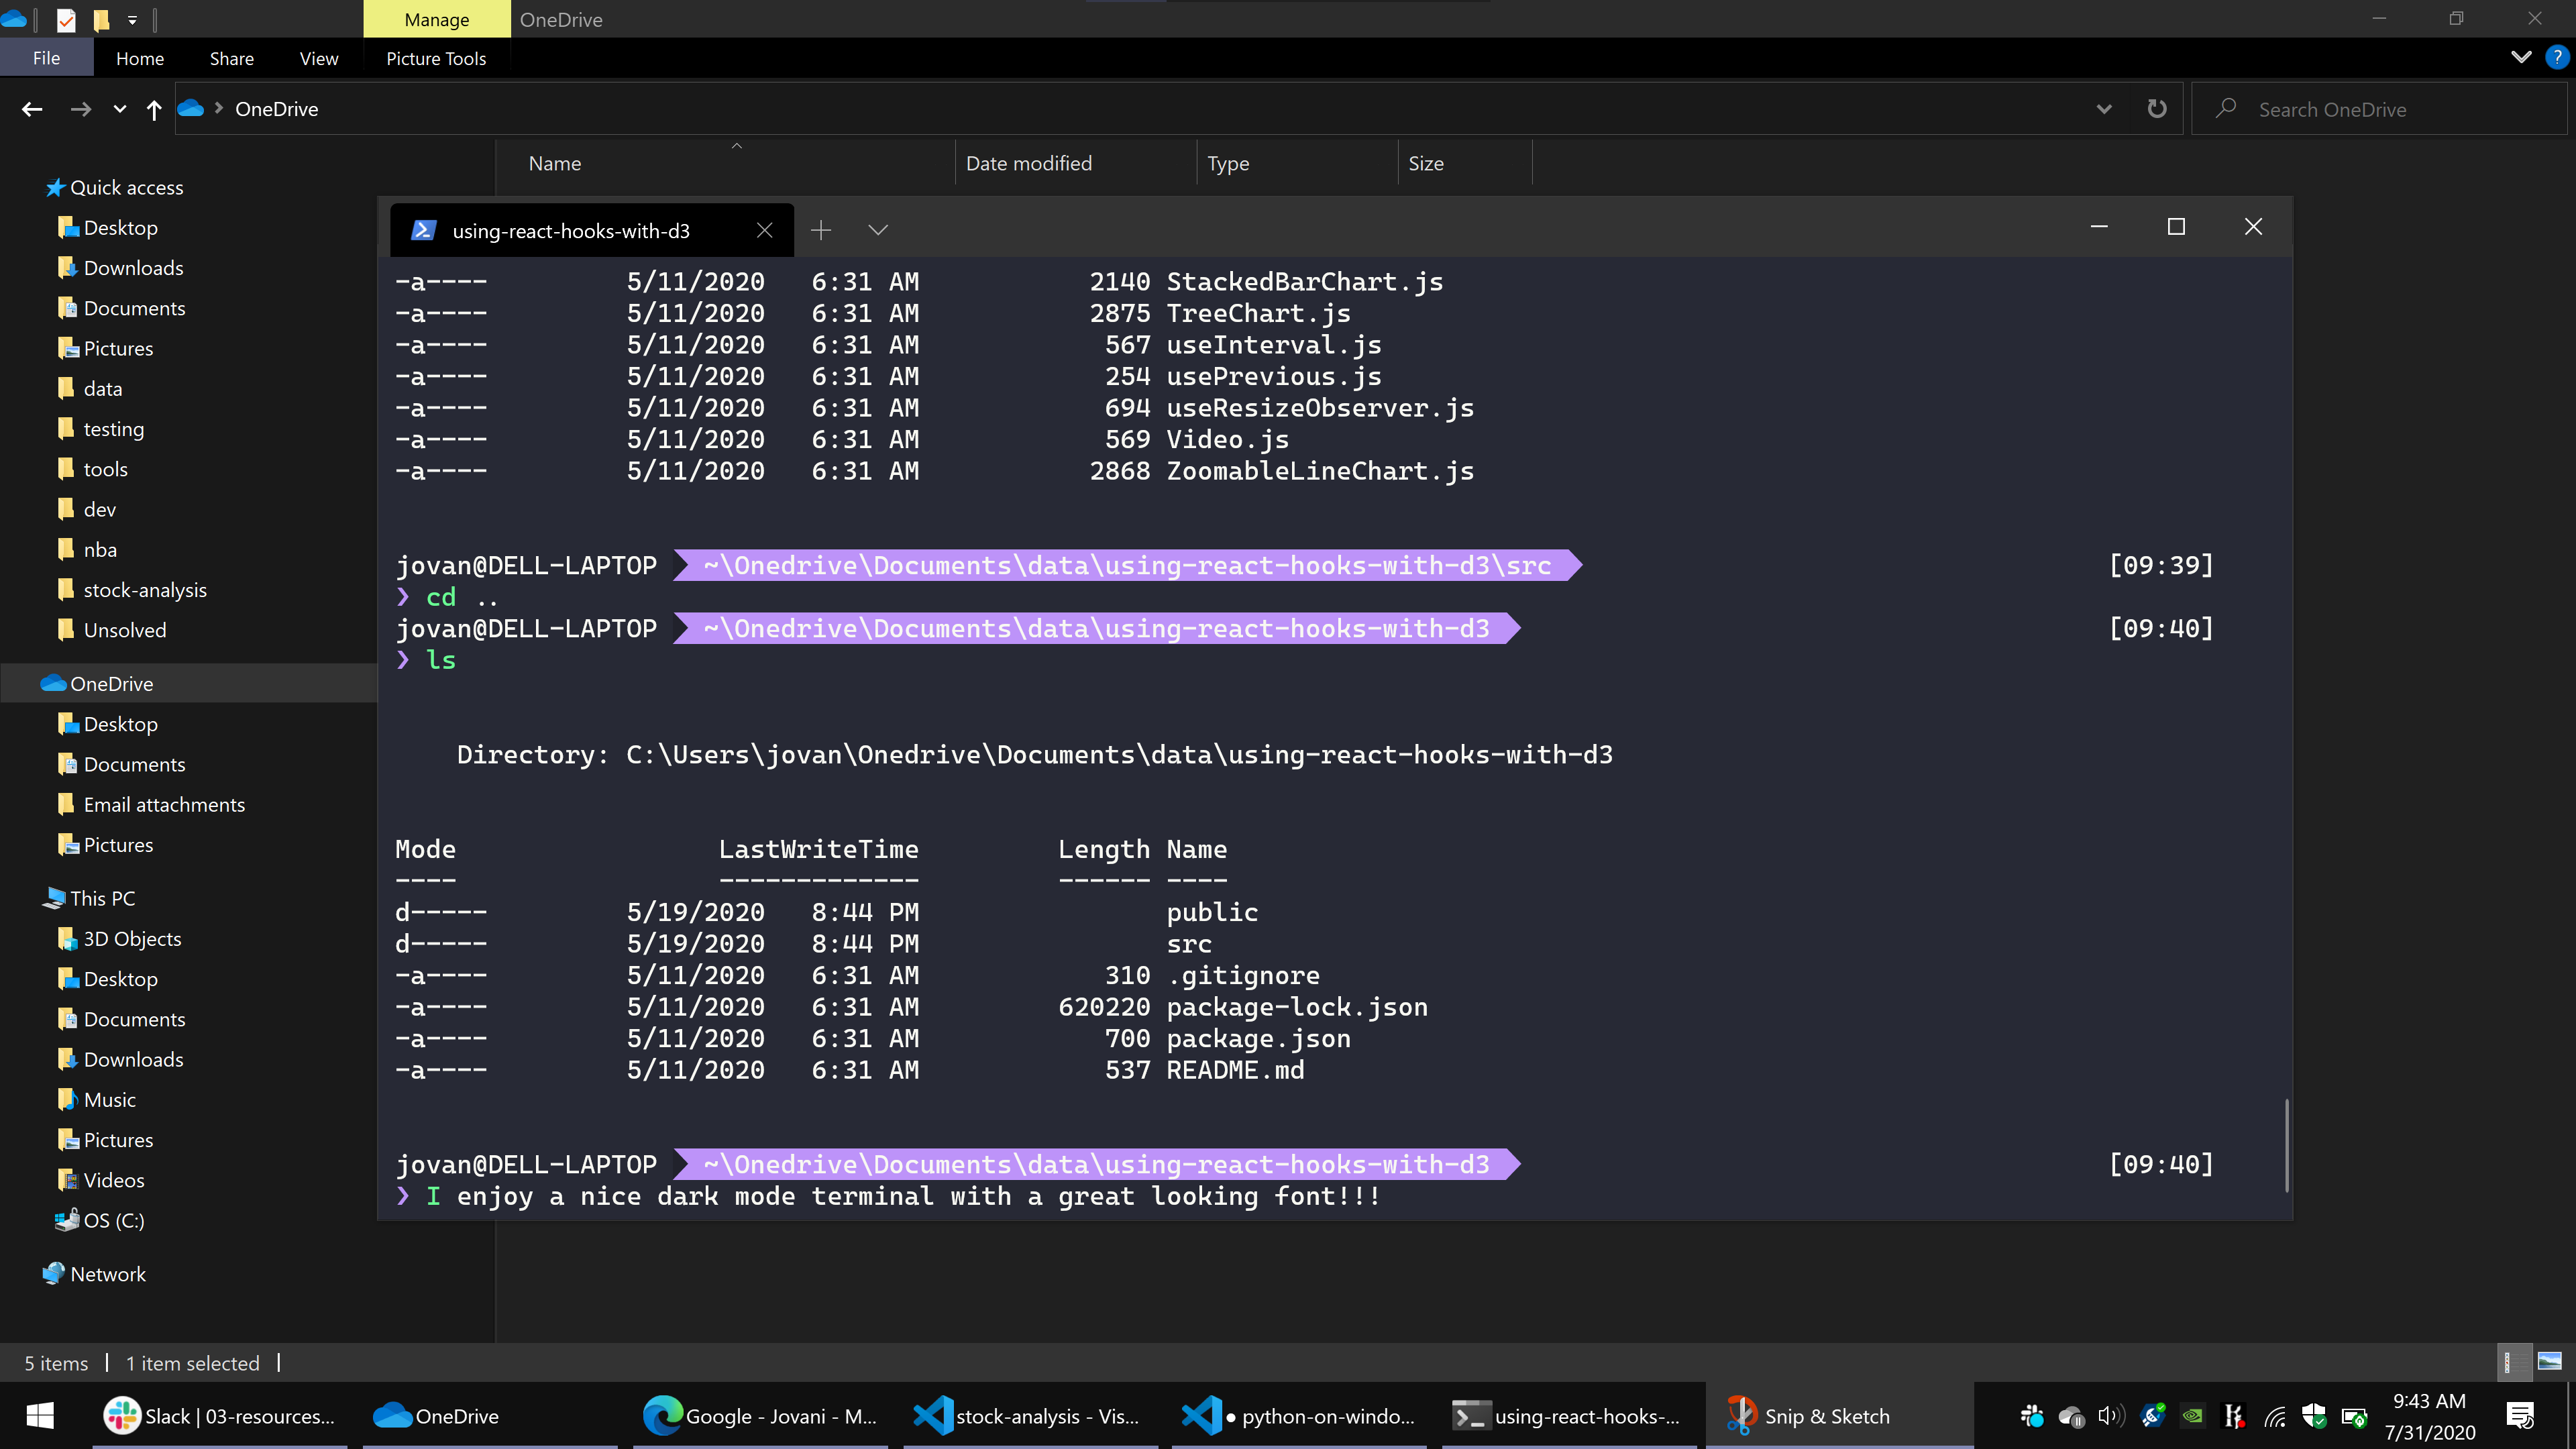 Manage OneDrive
File Home Share View Picture Tools
OneDrive Search OneDrive
Name Date modified Type Size
Quick access
Desktop
Downloads
Documents
Pictures
data
testing
tools
dev
nba
stock-analysis
Unsolved
OneDrive
Desktop
Documents
Email attachments
Pictures
This PC
3D Objects
Desktop
Documents
Downloads
Music
Pictures
Videos
OS (C:)
Network
using-react-hooks-with-d3
-a---- 5/11/2020 6:31 AM 2140 StackedBarChart.js
-a---- 5/11/2020 6:31 AM 2875 TreeChart.js
-a---- 5/11/2020 6:31 AM 567 useInterval.js
-a---- 5/11/2020 6:31 AM 254 usePrevious.js
-a---- 5/11/2020 6:31 AM 694 useResizeObserver.js
-a---- 5/11/2020 6:31 AM 569 Video.js
-a---- 5/11/2020 6:31 AM 2868 ZoomableLineChart.js
jovan@DELL-LAPTOP ~\Onedrive\Documents\data\using-react-hooks-with-d3\src [09:39]
❯ cd ..
jovan@DELL-LAPTOP ~\Onedrive\Documents\data\using-react-hooks-with-d3 [09:40]
❯ ls
Directory: C:\Users\jovan\Onedrive\Documents\data\using-react-hooks-with-d3
Mode LastWriteTime Length Name
---- ------------- ------ ----
d----- 5/19/2020 8:44 PM public
d----- 5/19/2020 8:44 PM src
-a---- 5/11/2020 6:31 AM 310 .gitignore
-a---- 5/11/2020 6:31 AM 620220 package-lock.json
-a---- 5/11/2020 6:31 AM 700 package.json
-a---- 5/11/2020 6:31 AM 537 README.md
jovan@DELL-LAPTOP ~\Onedrive\Documents\data\using-react-hooks-with-d3 [09:40]
❯ I enjoy a nice dark mode terminal with a great looking font!!!
5 items 1 item selected
Slack | 03-resources... OneDrive Google - Jovani - M... stock-analysis - Vis... ● python-on-windo... using-react-hooks-... Snip & Sketch 9:43 AM
7/31/2020